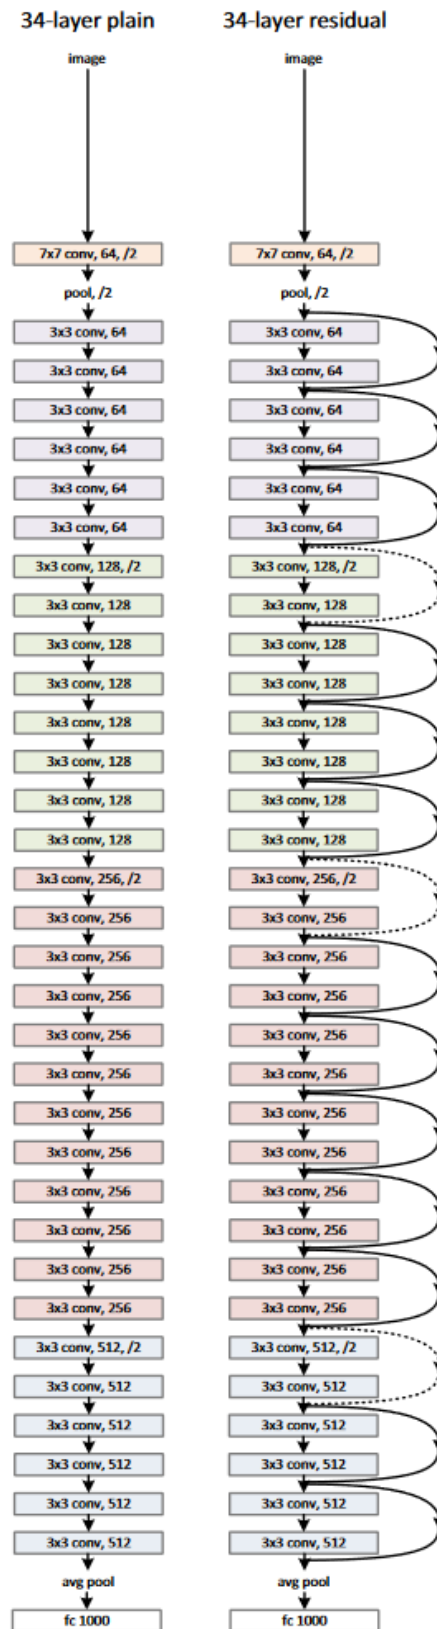 34-layer plain
image
7x7 conv, 64, /2
pool, /2
3x3 conv, 64
3x3 conv, 64
3x3 conv, 64
3x3 conv, 64
3x3 conv, 64
3x3 conv, 64
3x3 conv, 128, /2
3x3 conv, 128
3x3 conv, 128
3x3 conv, 128
3x3 conv, 128
3x3 conv, 128
3x3 conv, 128
3x3 conv, 128
3x3 conv, 256, /2
3x3 conv, 256
3x3 conv, 256
3x3 conv, 256
3x3 conv, 256
3x3 conv, 256
3x3 conv, 256
3x3 conv, 256
3x3 conv, 256
3x3 conv, 256
3x3 conv, 256
3x3 conv, 256
3x3 conv, 512, /2
3x3 conv, 512
3x3 conv, 512
3x3 conv, 512
3x3 conv, 512
3x3 conv, 512
avg pool
fc 1000
34-layer residual
image
7x7 conv, 64, /2
pool, /2
3x3 conv, 64
3x3 conv, 64
3x3 conv, 64
3x3 conv, 64
3x3 conv, 64
3x3 conv, 64
3x3 conv, 128, /2
3x3 conv, 128
3x3 conv, 128
3x3 conv, 128
3x3 conv, 128
3x3 conv, 128
3x3 conv, 128
3x3 conv, 128
3x3 conv, 256, /2
3x3 conv, 256
3x3 conv, 256
3x3 conv, 256
3x3 conv, 256
3x3 conv, 256
3x3 conv, 256
3x3 conv, 256
3x3 conv, 256
3x3 conv, 256
3x3 conv, 256
3x3 conv, 256
3x3 conv, 512, /2
3x3 conv, 512
3x3 conv, 512
3x3 conv, 512
3x3 conv, 512
3x3 conv, 512
avg pool
fc 1000